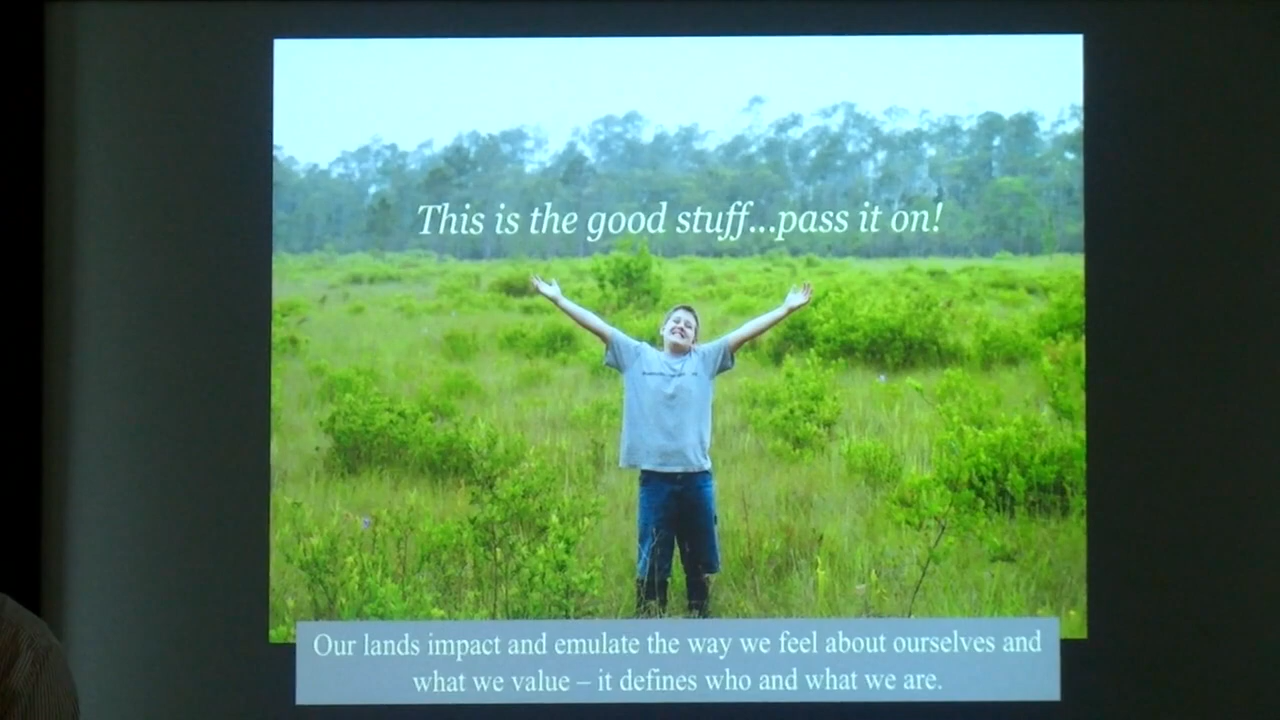 This is the good stuff...pass it on!
Our lands impact and emulate the way we feel about ourselves and
what we value – it defines who and what we are.